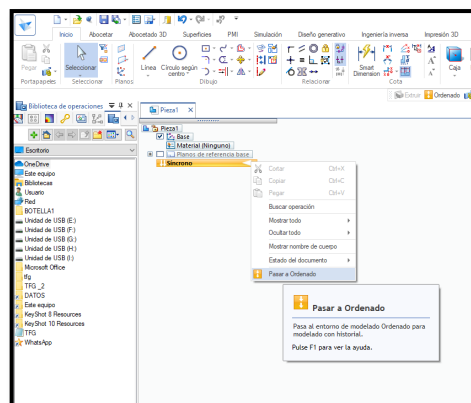 Inicio Abocetar Abocetado 3D Superficies PMI Simulación Diseño generativo Ingeniería inversa Impresión 3D
Pegar
Seleccionar
Línea Círculo según centro
Smart Dimension
Caja
Portapapeles Seleccionar Planos Dibujo Relacionar Cota
Extruir Ordenado
Biblioteca de operaciones
Pieza1
Escritorio
OneDrive
Este equipo
Bibliotecas
Usuario
Red
BOTELLA1
Unidad de USB (E:)
Unidad de USB (F:)
Unidad de USB (G:)
Unidad de USB (H:)
Unidad de USB (I:)
Microsoft Office
tfg
TFG _2
DATOS
Este equipo
KeyShot 8 Resources
KeyShot 10 Resources
TFG
WhatsApp
Pieza1
Base
Material (Ninguno)
Planos de referencia base
Síncrono
Cortar Ctrl+X
Copiar Ctrl+C
Pegar Ctrl+V
Buscar operación
Mostrar todo
Ocultar todo
Mostrar nombre de cuerpo
Estado del documento
Pasar a Ordenado
Pasar a Ordenado
Pasa al entorno de modelado Ordenado para
modelado con historial.
Pulse F1 para ver la ayuda.